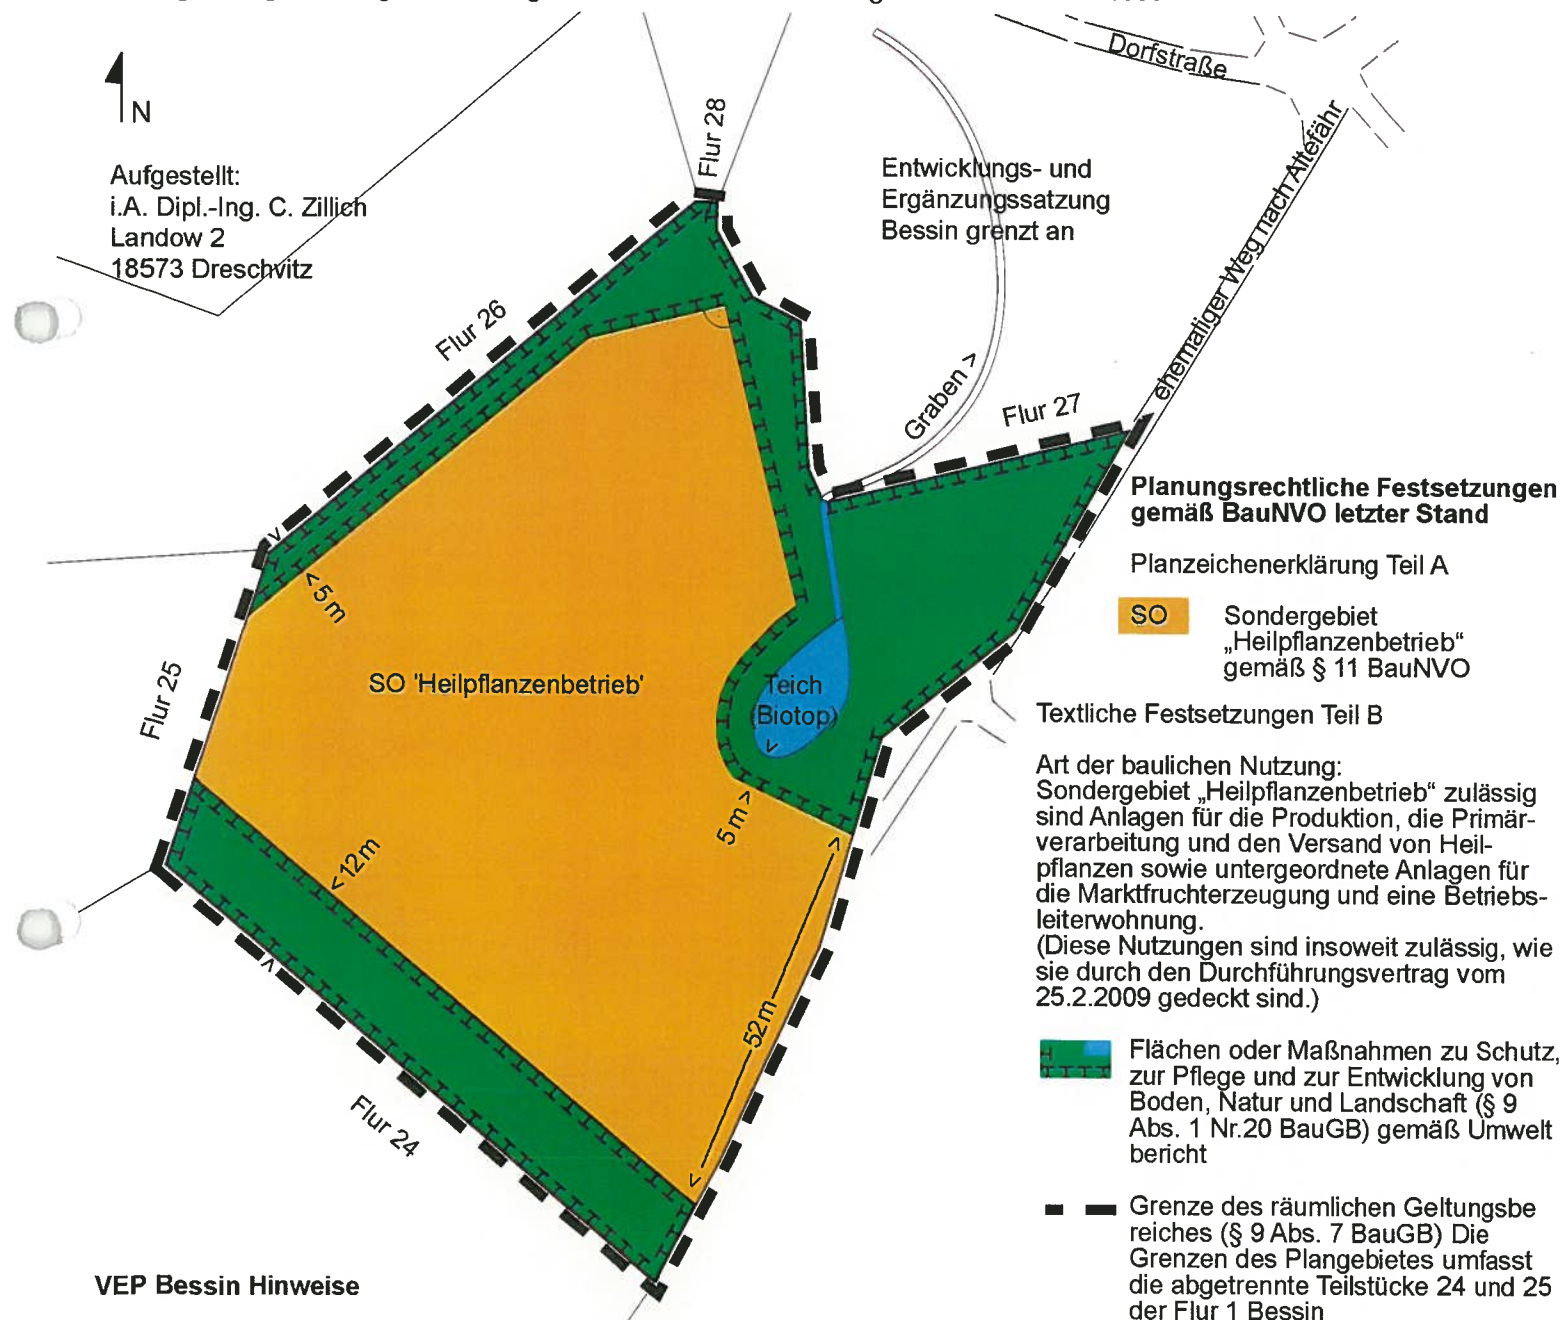 Dorfstraße
N
Flur 28
Aufgestellt:
i.A. Dipl.-Ing. C. Zillich
Landow 2
18573 Dreschvitz
Entwicklungs- und
Ergänzungssatzung
Bessin grenzt an
ehemaliger Weg nach Altefähr
Flur 26
Graben >
Flur 27
Planungsrechtliche Festsetzungen
gemäß BauNVO letzter Stand
Planzeichenerklärung Teil A
SO
Sondergebiet
„Heilpflanzenbetrieb“
gemäß § 11 BauNVO
< 5 m
Flur 25
SO 'Heilpflanzenbetrieb'
Teich
(Biotop)
5 m >
< 12m
52m
Flur 24
Textliche Festsetzungen Teil B
Art der baulichen Nutzung:
Sondergebiet „Heilpflanzenbetrieb“ zulässig
sind Anlagen für die Produktion, die Primär-
verarbeitung und den Versand von Heil-
pflanzen sowie untergeordnete Anlagen für
die Marktfruchterzeugung und eine Betriebs-
leiterwohnung.
(Diese Nutzungen sind insoweit zulässig, wie
sie durch den Durchführungsvertrag vom
25.2.2009 gedeckt sind.)
Flächen oder Maßnahmen zu Schutz,
zur Pflege und zur Entwicklung von
Boden, Natur und Landschaft (§ 9
Abs. 1 Nr.20 BauGB) gemäß Umwelt
bericht
Grenze des räumlichen Geltungsbe
reiches (§ 9 Abs. 7 BauGB) Die
Grenzen des Plangebietes umfasst
die abgetrennte Teilstücke 24 und 25
der Flur 1 Bessin
VEP Bessin Hinweise